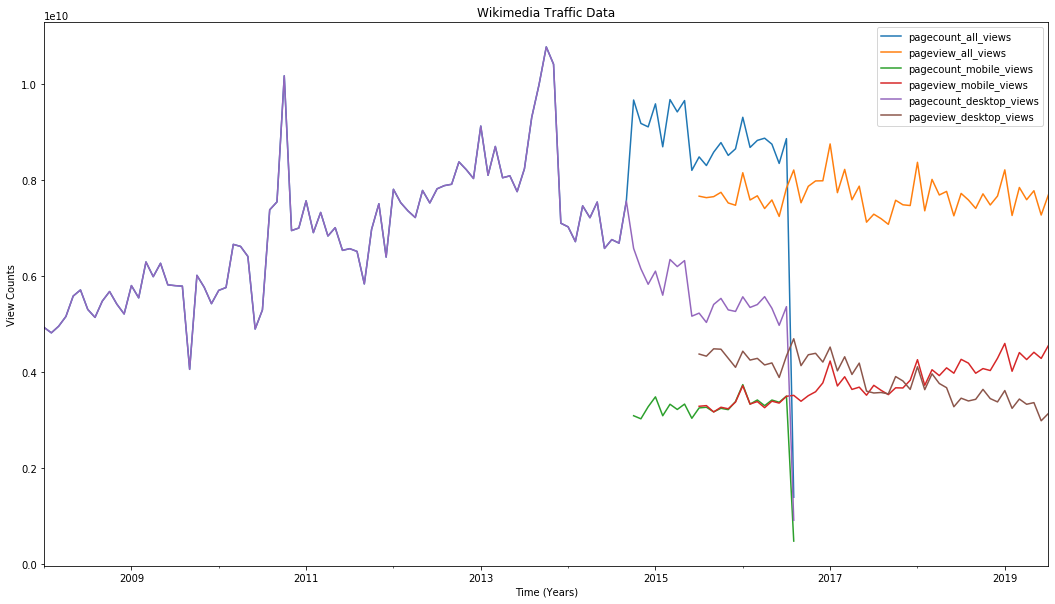 Wikimedia Traffic Data
1e10
pagecount_all_views
pageview_all_views
pagecount_mobile_views
pageview_mobile_views
pagecount_desktop_views
pageview_desktop_views
1.0
0.8
0.6
0.4
0.2
0.0
View Counts
2009 2011 2013 2015 2017 2019
Time (Years)